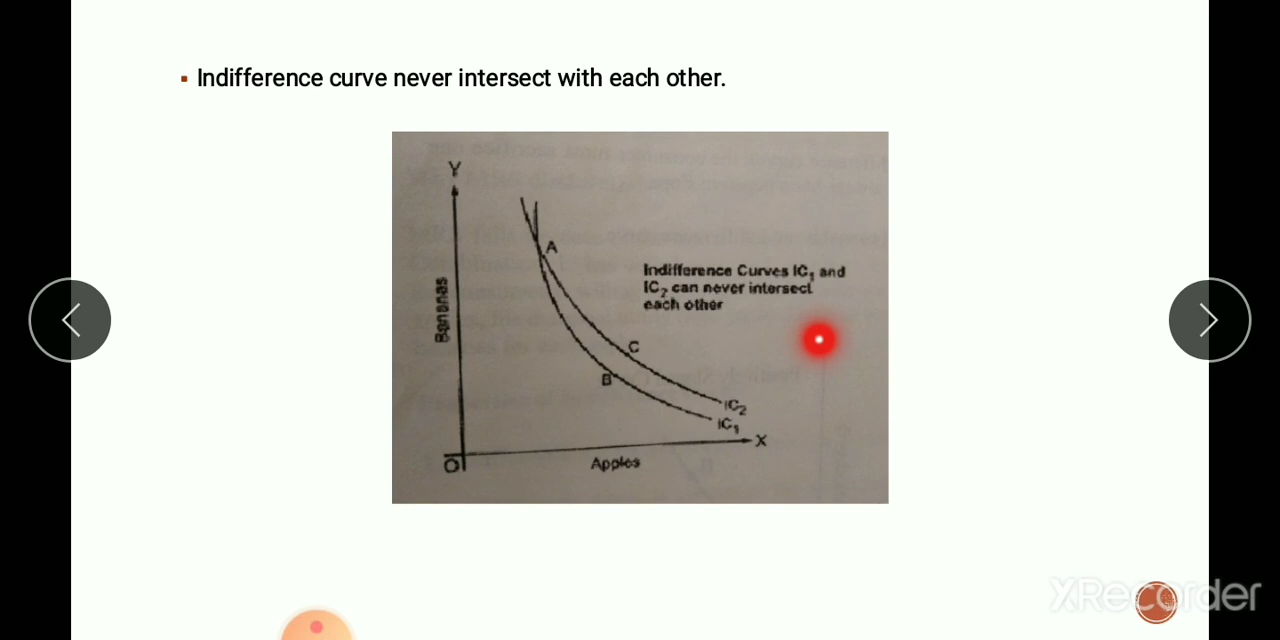 ▪ Indifference curve never intersect with each other.
Y
A
Indifference Curves IC₁ and
IC₂ can never intersect
each other
Bananas
C
B
IC₂
IC₁
X
O
Apples
XRecorder